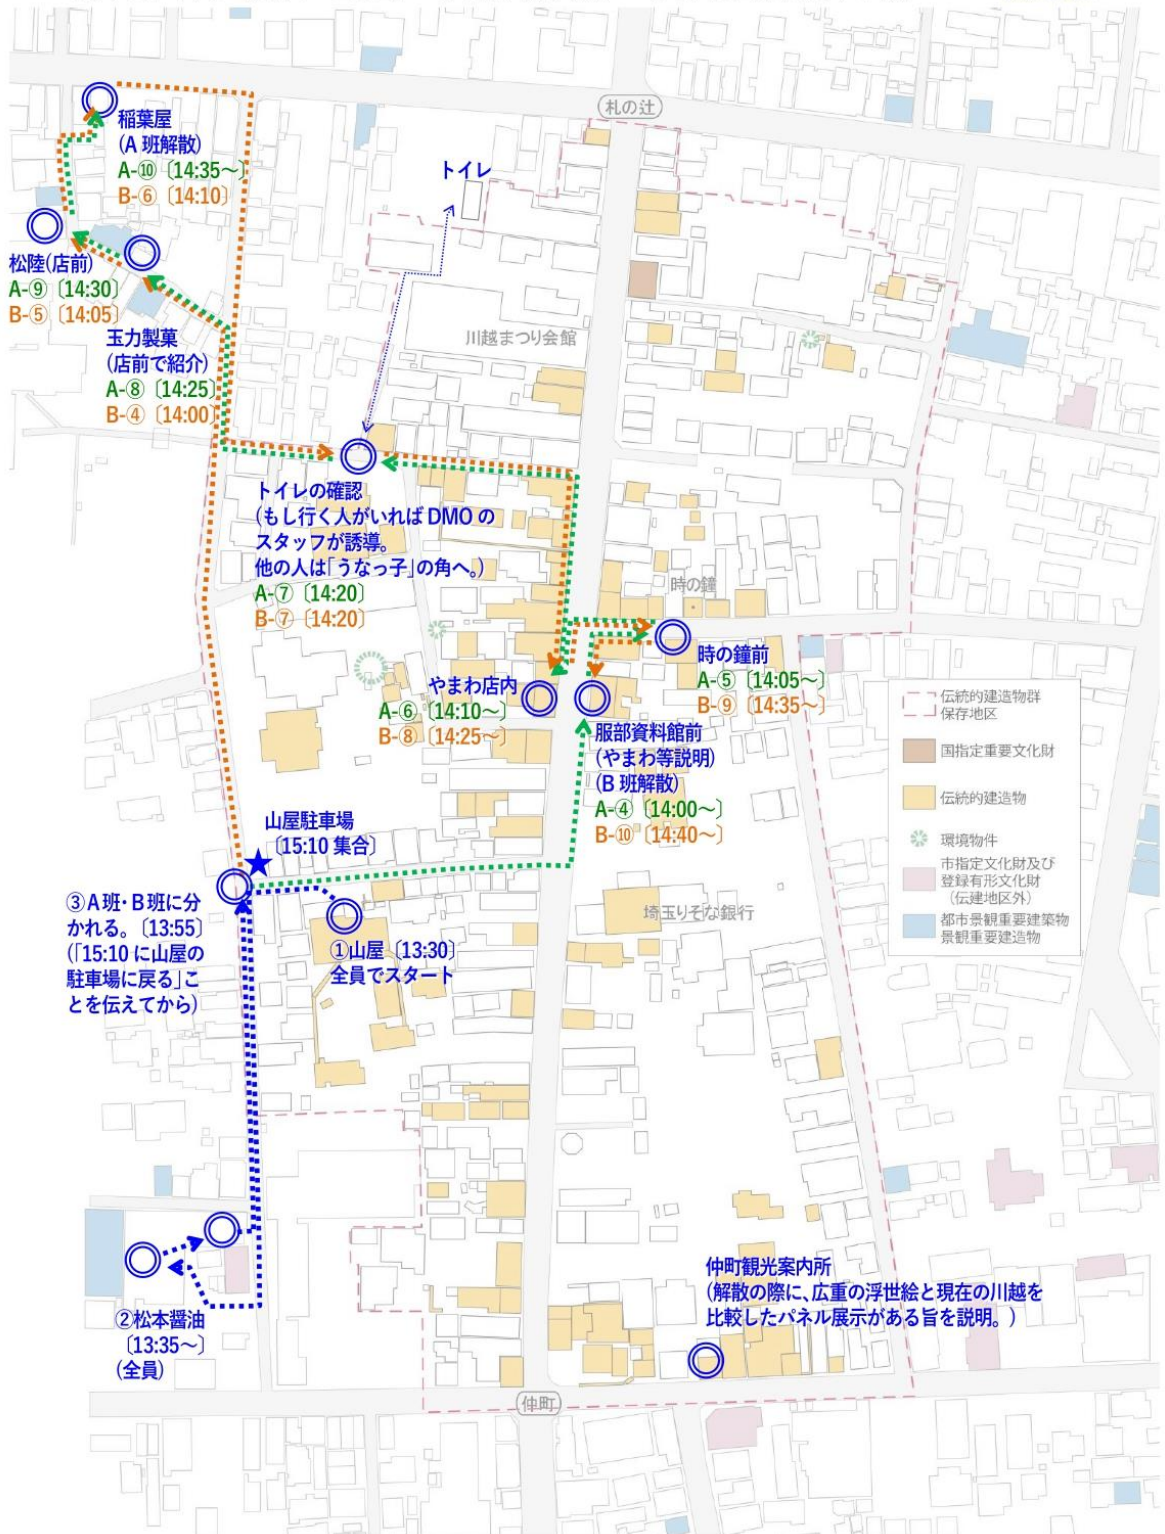 札の辻
稲葉屋
(A 班解散)
A-⑩〔14:35～〕
B-⑥〔14:10〕
トイレ
松陸(店前)
A-⑨〔14:30〕
B-⑤〔14:05〕
川越まつり会館
玉力製菓
(店前で紹介)
A-⑧〔14:25〕
B-④〔14:00〕
トイレの確認
(もし行く人がいれば DMO の
スタッフが誘導。
他の人は「うなっ子」の角へ。)
A-⑦〔14:20〕
B-⑦〔14:20〕
時の鐘
時の鐘前
A-⑤〔14:05～〕
B-⑨〔14:35～〕
やまわ店内
A-⑥〔14:10～〕
B-⑧〔14:25～〕
服部資料館前
(やまわ等説明)
(B 班解散)
A-④〔14:00～〕
B-⑩〔14:40～〕
伝統的建造物群
保存地区
国指定重要文化財
伝統的建造物
環境物件
市指定文化財及び
登録有形文化財
(伝建地区外)
都市景観重要建築物
景観重要建造物
山屋駐車場
〔15:10 集合〕
③A班・B班に分
かれる。〔13:55〕
(「15:10 に山屋の
駐車場に戻る」こ
とを伝えてから)
①山屋〔13:30〕
全員でスタート
埼玉りそな銀行
②松本醤油
〔13:35～〕
(全員)
仲町観光案内所
(解散の際に、広重の浮世絵と現在の川越を
比較したパネル展示がある旨を説明。)
仲町